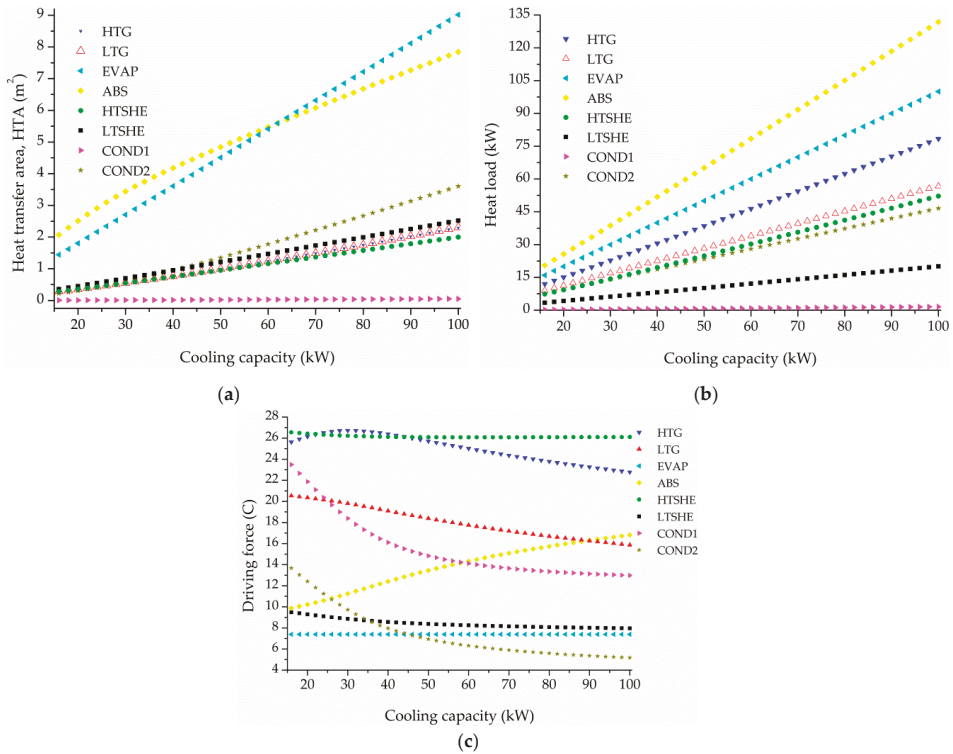 9
8
7
6
5
4
3
2
1
0
Heat transfer area, HTA (m²)
HTG
LTG
EVAP
ABS
HTSHE
LTSHE
COND1
COND2
20 30 40 50 60 70 80 90 100
Cooling capacity (kW)
(a)
135
120
105
90
75
60
45
30
15
0
Heat load (kW)
HTG
LTG
EVAP
ABS
HTSHE
LTSHE
COND1
COND2
20 30 40 50 60 70 80 90 100
Cooling capacity (kW)
(b)
28
26
24
22
20
18
16
14
12
10
8
6
4
Driving force (C)
HTG
LTG
EVAP
ABS
HTSHE
LTSHE
COND1
COND2
20 30 40 50 60 70 80 90 100
Cooling capacity (kW)
(c)